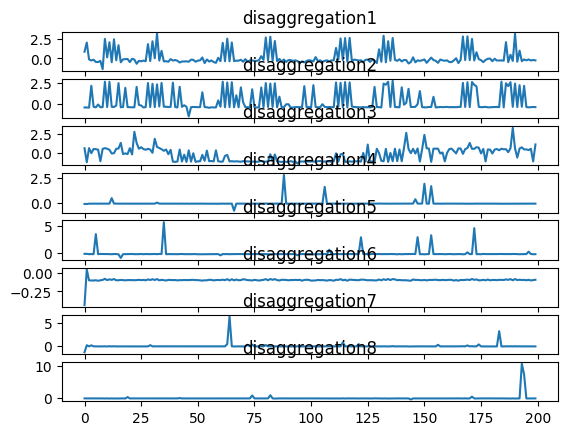 disaggregation1
2.5
0.0
disaggregation2
2.5
0.0
disaggregation3
2.5
0.0
disaggregation4
2.5
0.0
disaggregation5
5
0
disaggregation6
0.00
−0.25
disaggregation7
5
0
disaggregation8
10
0
0 25 50 75 100 125 150 175 200